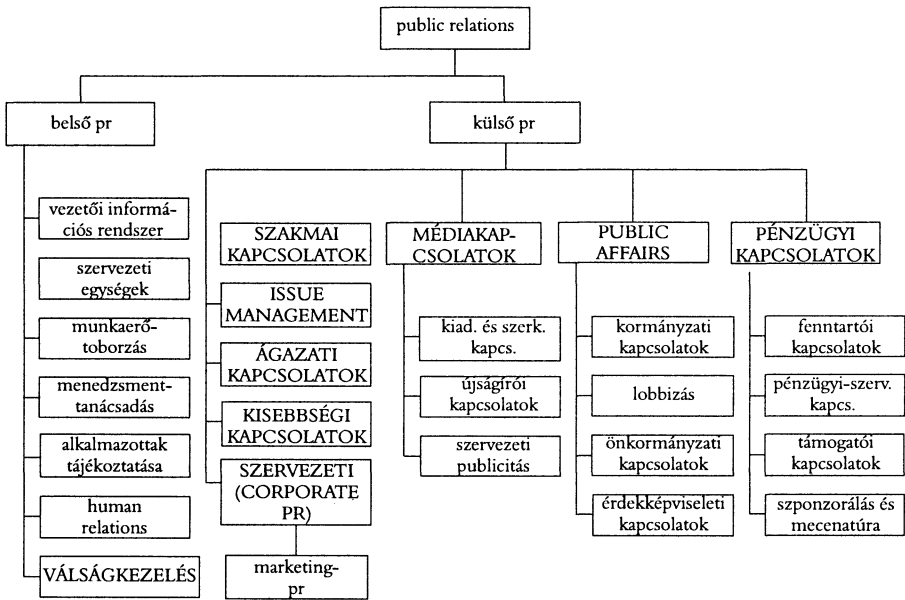 public relations
belső pr
külső pr
vezetői informá-
ciós rendszer
szervezeti
egységek
munkaerő-
toborzás
menedzsment-
tanácsadás
alkalmazottak
tájékoztatása
human
relations
VÁLSÁGKEZELÉS
SZAKMAI
KAPCSOLATOK
ISSUE
MANAGEMENT
ÁGAZATI
KAPCSOLATOK
KISEBBSÉGI
KAPCSOLATOK
SZERVEZETI
(CORPORATE
PR)
marketing-
pr
MÉDIAKAP-
CSOLATOK
kiad. és szerk.
kapcs.
újságírói
kapcsolatok
szervezeti
publicitás
PUBLIC
AFFAIRS
kormányzati
kapcsolatok
lobbizás
önkormányzati
kapcsolatok
érdekképviseleti
kapcsolatok
PÉNZÜGYI
KAPCSOLATOK
fenntartói
kapcsolatok
pénzügyi-szerv.
kapcs.
támogatói
kapcsolatok
szponzorálás és
mecenatúra